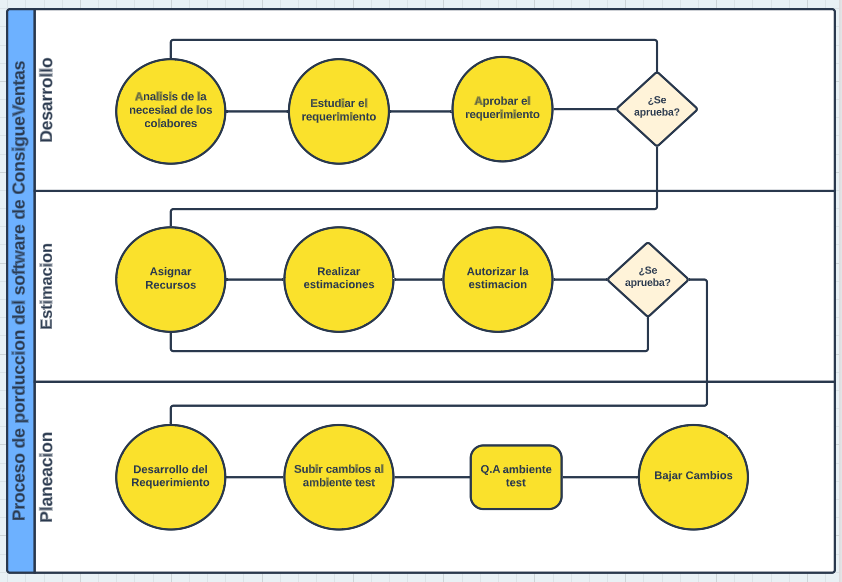 Proceso de porduccion del software de ConsigueVentas
Desarrollo
Analisis de la
necesiad de los
colabores
Estudiar el
requerimiento
Aprobar el
requerimiento
¿Se
aprueba?
Estimacion
Asignar
Recursos
Realizar
estimaciones
Autorizar la
estimacion
¿Se
aprueba?
Planeacion
Desarrollo del
Requerimiento
Subir cambios al
ambiente test
Q.A ambiente
test
Bajar Cambios